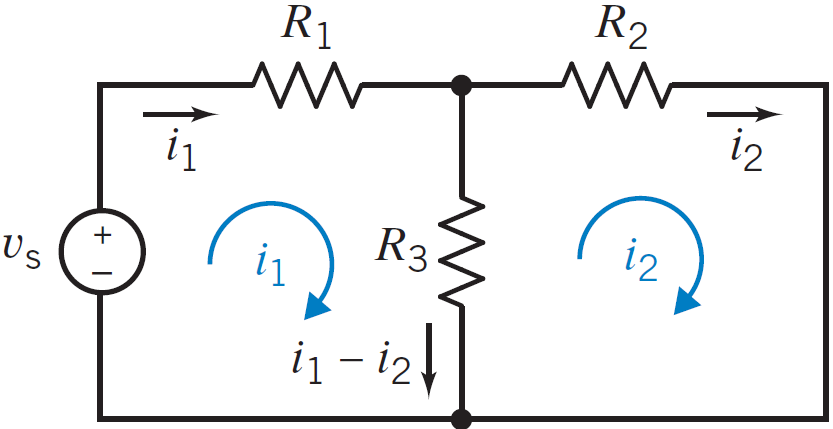 R₁ R₂
i₁ i₂
+
vₛ R₃ i₁ i₂
−
i₁ − i₂